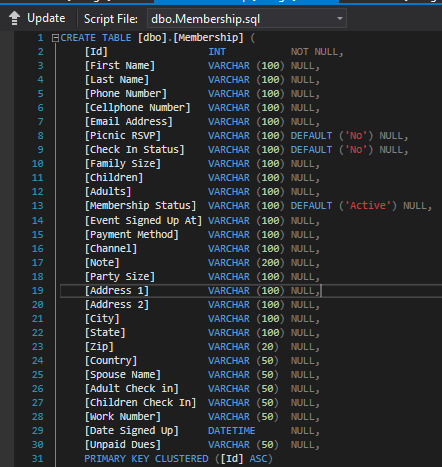 Update Script File: dbo.Membership.sql
1 CREATE TABLE [dbo].[Membership] (
2 [Id] INT NOT NULL,
3 [First Name] VARCHAR (100) NULL,
4 [Last Name] VARCHAR (100) NULL,
5 [Phone Number] VARCHAR (100) NULL,
6 [Cellphone Number] VARCHAR (100) NULL,
7 [Email Address] VARCHAR (100) NULL,
8 [Picnic RSVP] VARCHAR (100) DEFAULT ('No') NULL,
9 [Check In Status] VARCHAR (100) DEFAULT ('No') NULL,
10 [Family Size] VARCHAR (100) NULL,
11 [Children] VARCHAR (100) NULL,
12 [Adults] VARCHAR (100) NULL,
13 [Membership Status] VARCHAR (100) DEFAULT ('Active') NULL,
14 [Event Signed Up At] VARCHAR (100) NULL,
15 [Payment Method] VARCHAR (100) NULL,
16 [Channel] VARCHAR (100) NULL,
17 [Note] VARCHAR (200) NULL,
18 [Party Size] VARCHAR (100) NULL,
19 [Address 1] VARCHAR (100) NULL,
20 [Address 2] VARCHAR (100) NULL,
21 [City] VARCHAR (100) NULL,
22 [State] VARCHAR (100) NULL,
23 [Zip] VARCHAR (20) NULL,
24 [Country] VARCHAR (50) NULL,
25 [Spouse Name] VARCHAR (50) NULL,
26 [Adult Check in] VARCHAR (50) NULL,
27 [Children Check In] VARCHAR (50) NULL,
28 [Work Number] VARCHAR (50) NULL,
29 [Date Signed Up] DATETIME NULL,
30 [Unpaid Dues] VARCHAR (50) NULL,
31 PRIMARY KEY CLUSTERED ([Id] ASC)